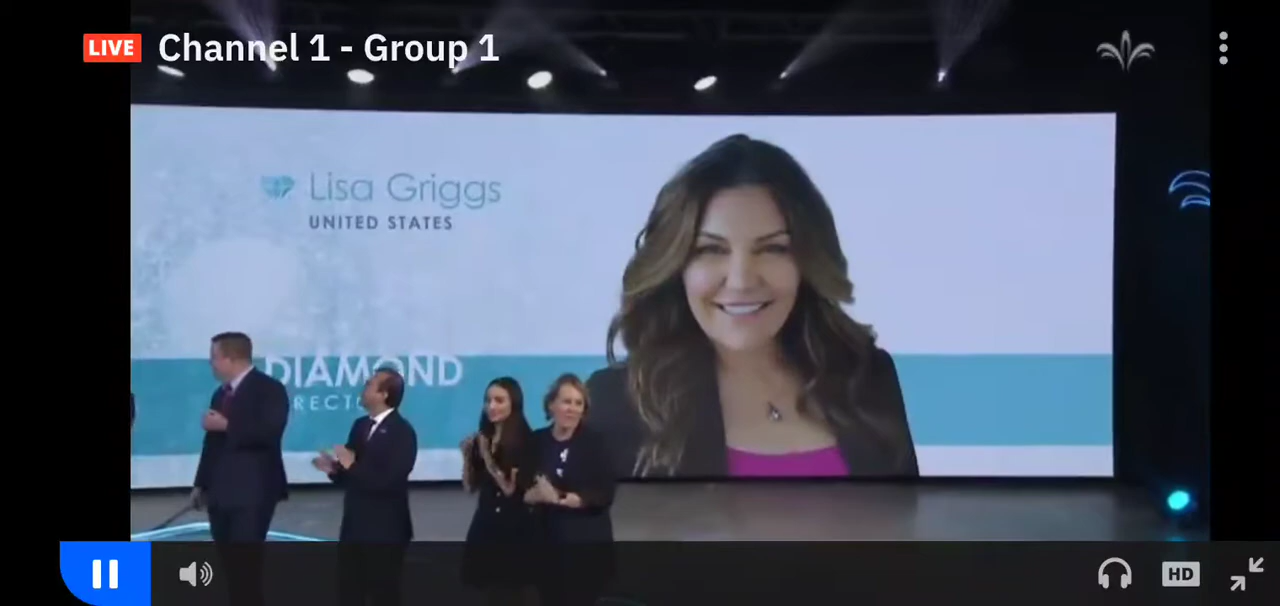 LIVE Channel 1 - Group 1
Lisa Griggs
UNITED STATES
DIAMOND
HD